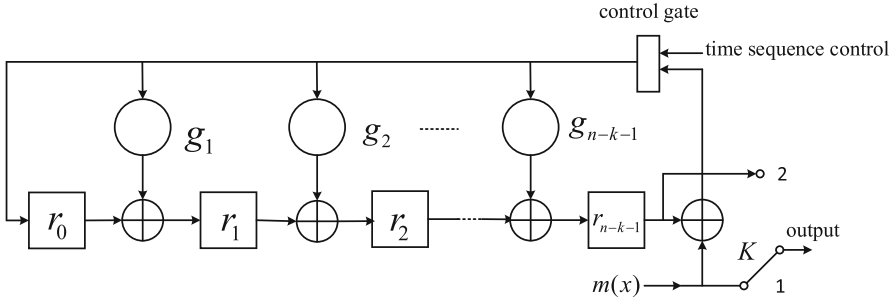 control gate
time sequence control
g₁
g₂
........
gₙ₋ₖ₋₁
2
r₀
r₁
r₂
rₙ₋ₖ₋₁
output
K
m(x)
1